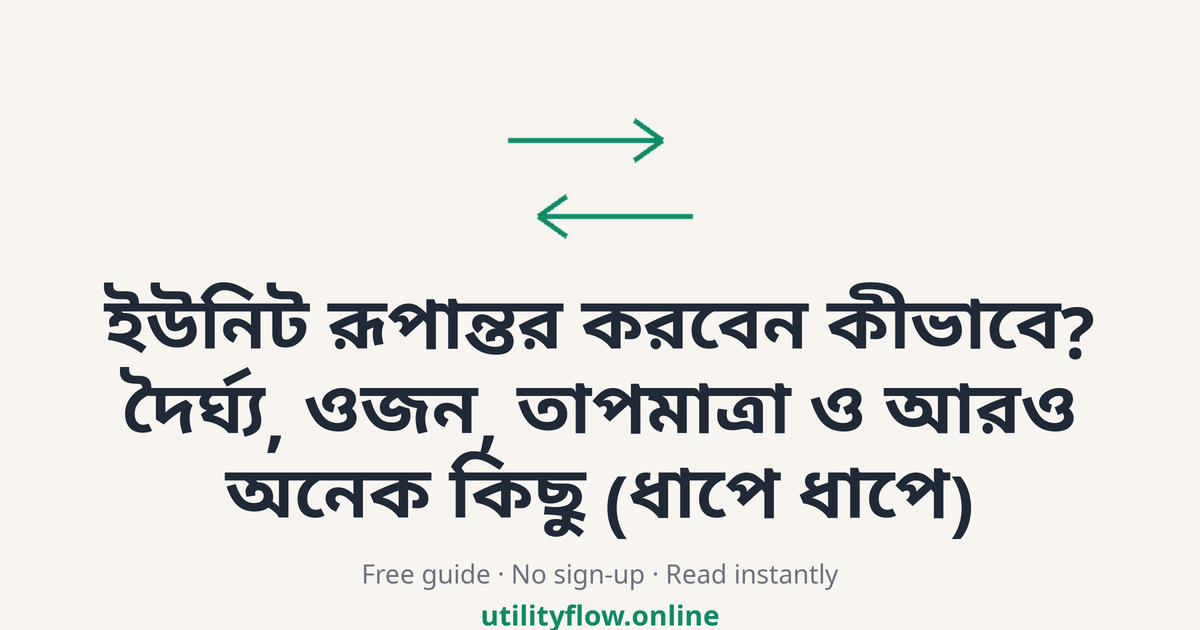 ইউনিট রূপান্তর করবেন কীভাবে?
দৈর্ঘ্য, ওজন, তাপমাত্রা ও আরও
অনেক কিছু (ধাপে ধাপে)
Free guide · No sign-up · Read instantly
utilityflow.online